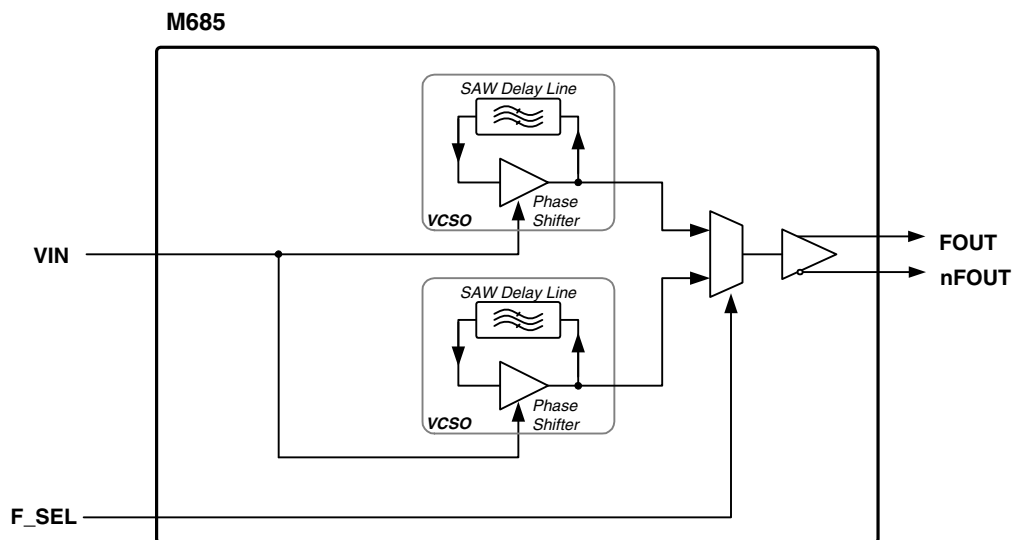 M685
SAW Delay Line
Phase
Shifter
VCSO
VIN
FOUT
nFOUT
SAW Delay Line
Phase
Shifter
VCSO
F_SEL